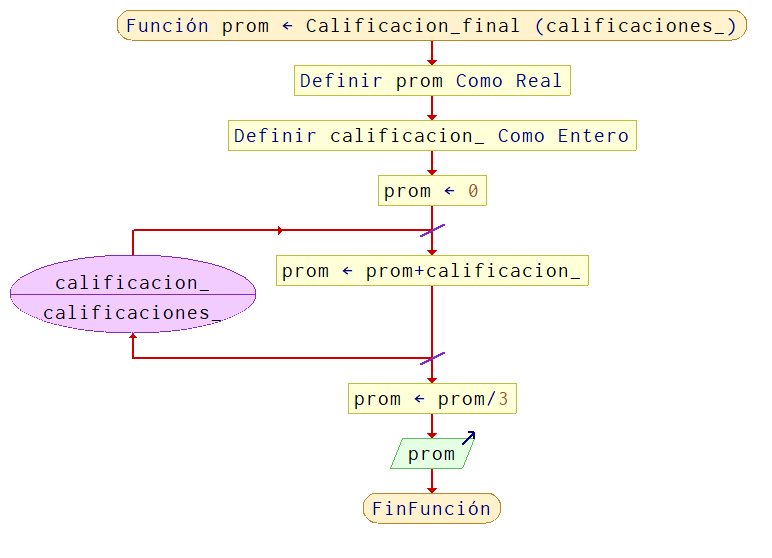 Función prom ← Calificacion_final (calificaciones_)
Definir prom Como Real
Definir calificacion_ Como Entero
prom ← 0
calificacion_
calificaciones_
prom ← prom+calificacion_
prom ← prom/3
prom
FinFunción